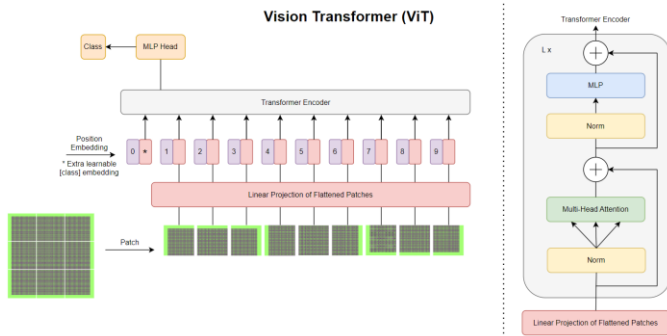 Vision Transformer (ViT)
Class
MLP Head
Transformer Encoder
Position
Embedding
* Extra learnable
[class] embedding
0 * 1 2 3 4 5 6 7 8 9
Linear Projection of Flattened Patches
Patch
Transformer Encoder
L x
MLP
Norm
Multi-Head Attention
Norm
Linear Projection of Flattened Patches